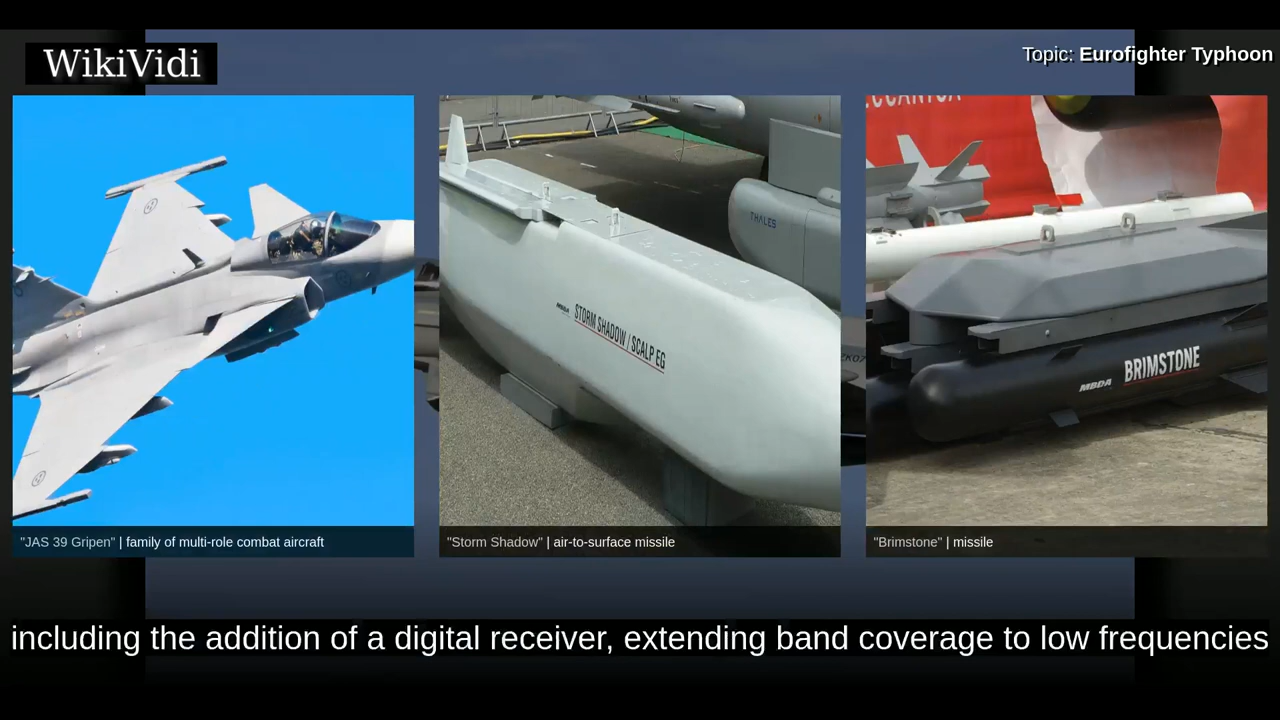 WikiVidi
Topic: Eurofighter Typhoon
THALES
MBDA STORM SHADOW / SCALP EG
MBDA BRIMSTONE
"JAS 39 Gripen" | family of multi-role combat aircraft
"Storm Shadow" | air-to-surface missile
"Brimstone" | missile
including the addition of a digital receiver, extending band coverage to low frequencies